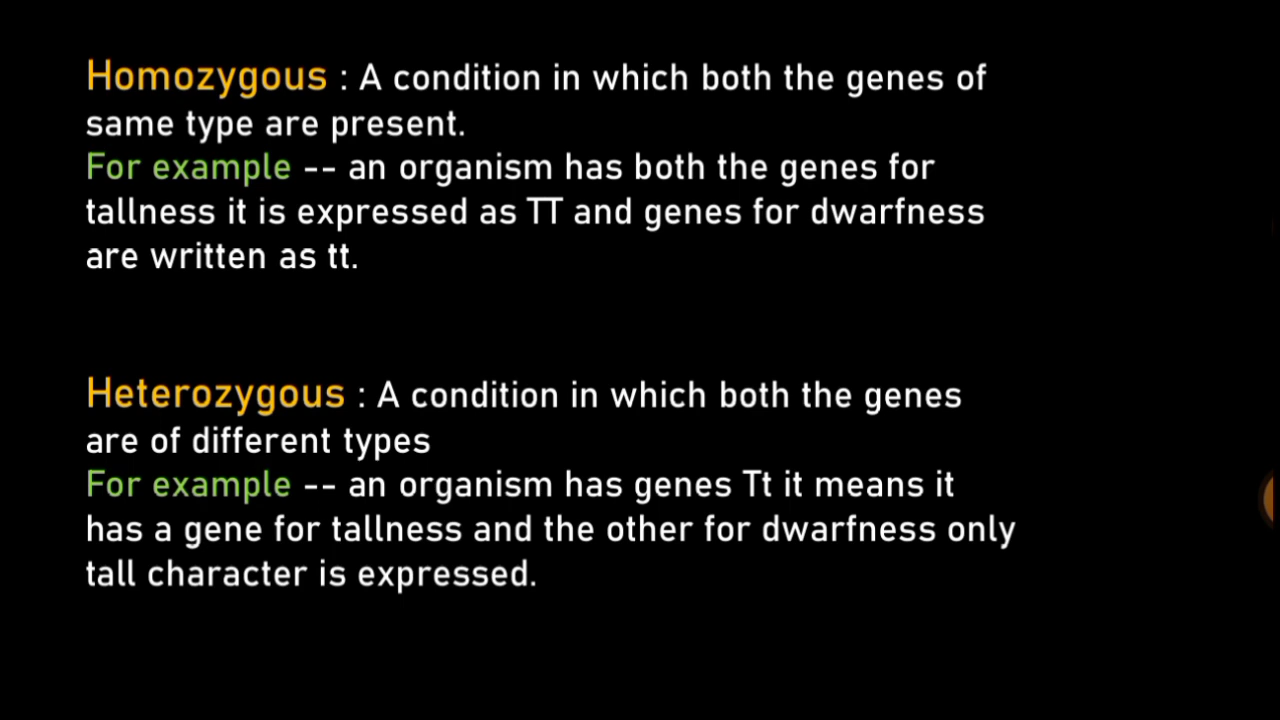 Homozygous : A condition in which both the genes of
same type are present.
For example -- an organism has both the genes for
tallness it is expressed as TT and genes for dwarfness
are written as tt.
Heterozygous : A condition in which both the genes
are of different types
For example -- an organism has genes Tt it means it
has a gene for tallness and the other for dwarfness only
tall character is expressed.